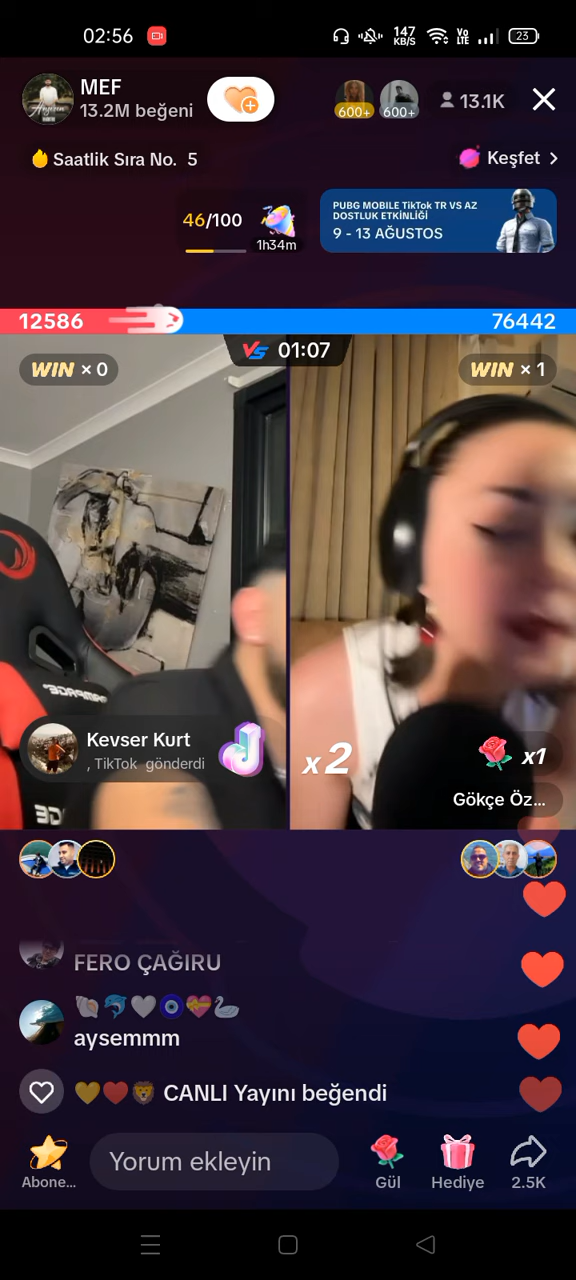 02:56
147
KB/S
Vo
LTE
23
MEF
13.2M beğeni
600+
600+
13.1K
Saatlik Sıra No. 5
Keşfet >
46/100
1h34m
PUBG MOBILE TikTok TR VS AZ
DOSTLUK ETKİNLİĞİ
9 - 13 AĞUSTOS
12586
76442
VS 01:07
WIN × 0
WIN × 1
Kevser Kurt
, TikTok gönderdi
x2
x1
Gökçe Öz...
FERO ÇAĞIRU
aysemmm
CANLI Yayını beğendi
Abone...
Yorum ekleyin
Gül
Hediye
2.5K